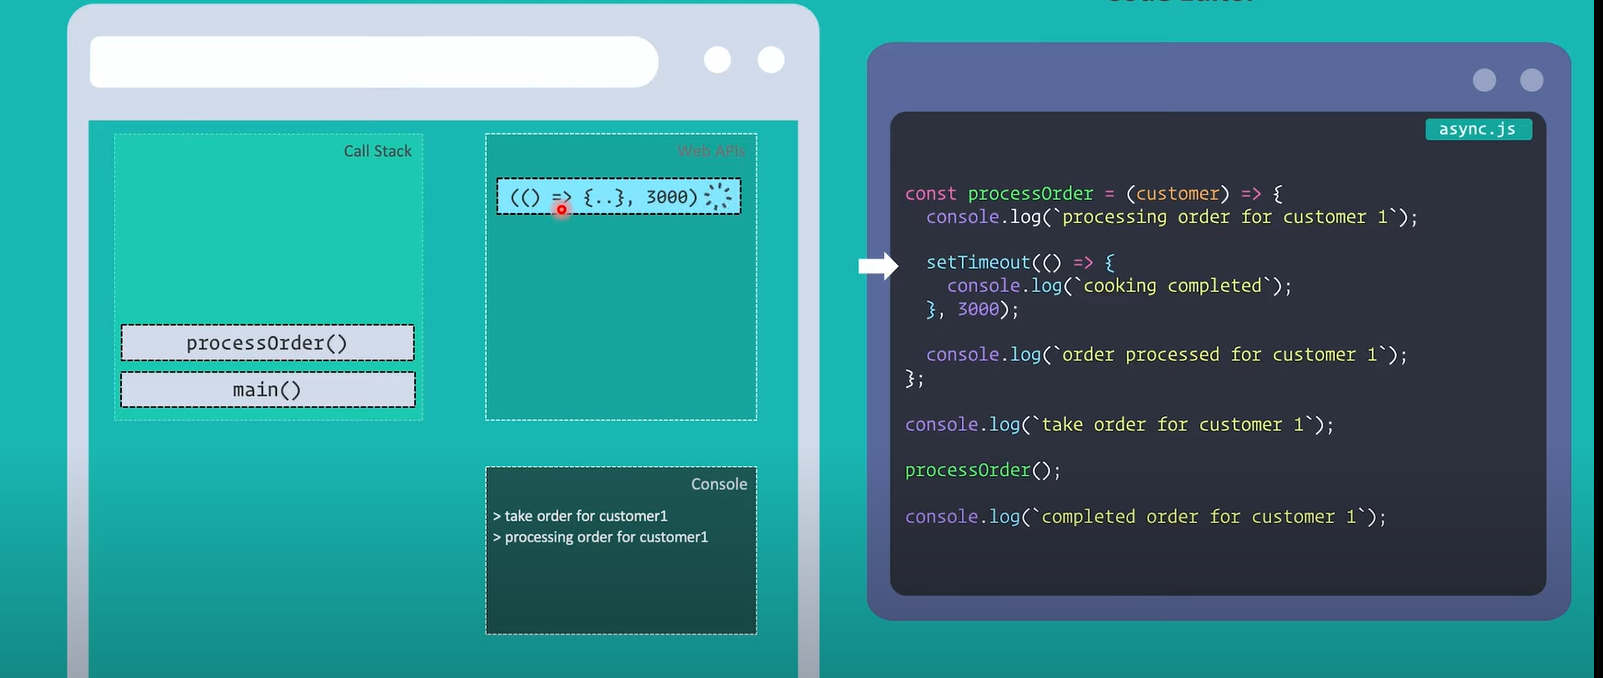 Call Stack
processOrder()
main()
Web APIs
(() => {..}, 3000)
Console
> take order for customer1
> processing order for customer1
async.js
const processOrder = (customer) => {
console.log(`processing order for customer 1`);
setTimeout(() => {
console.log(`cooking completed`);
}, 3000);
console.log(`order processed for customer 1`);
};
console.log(`take order for customer 1`);
processOrder();
console.log(`completed order for customer 1`);